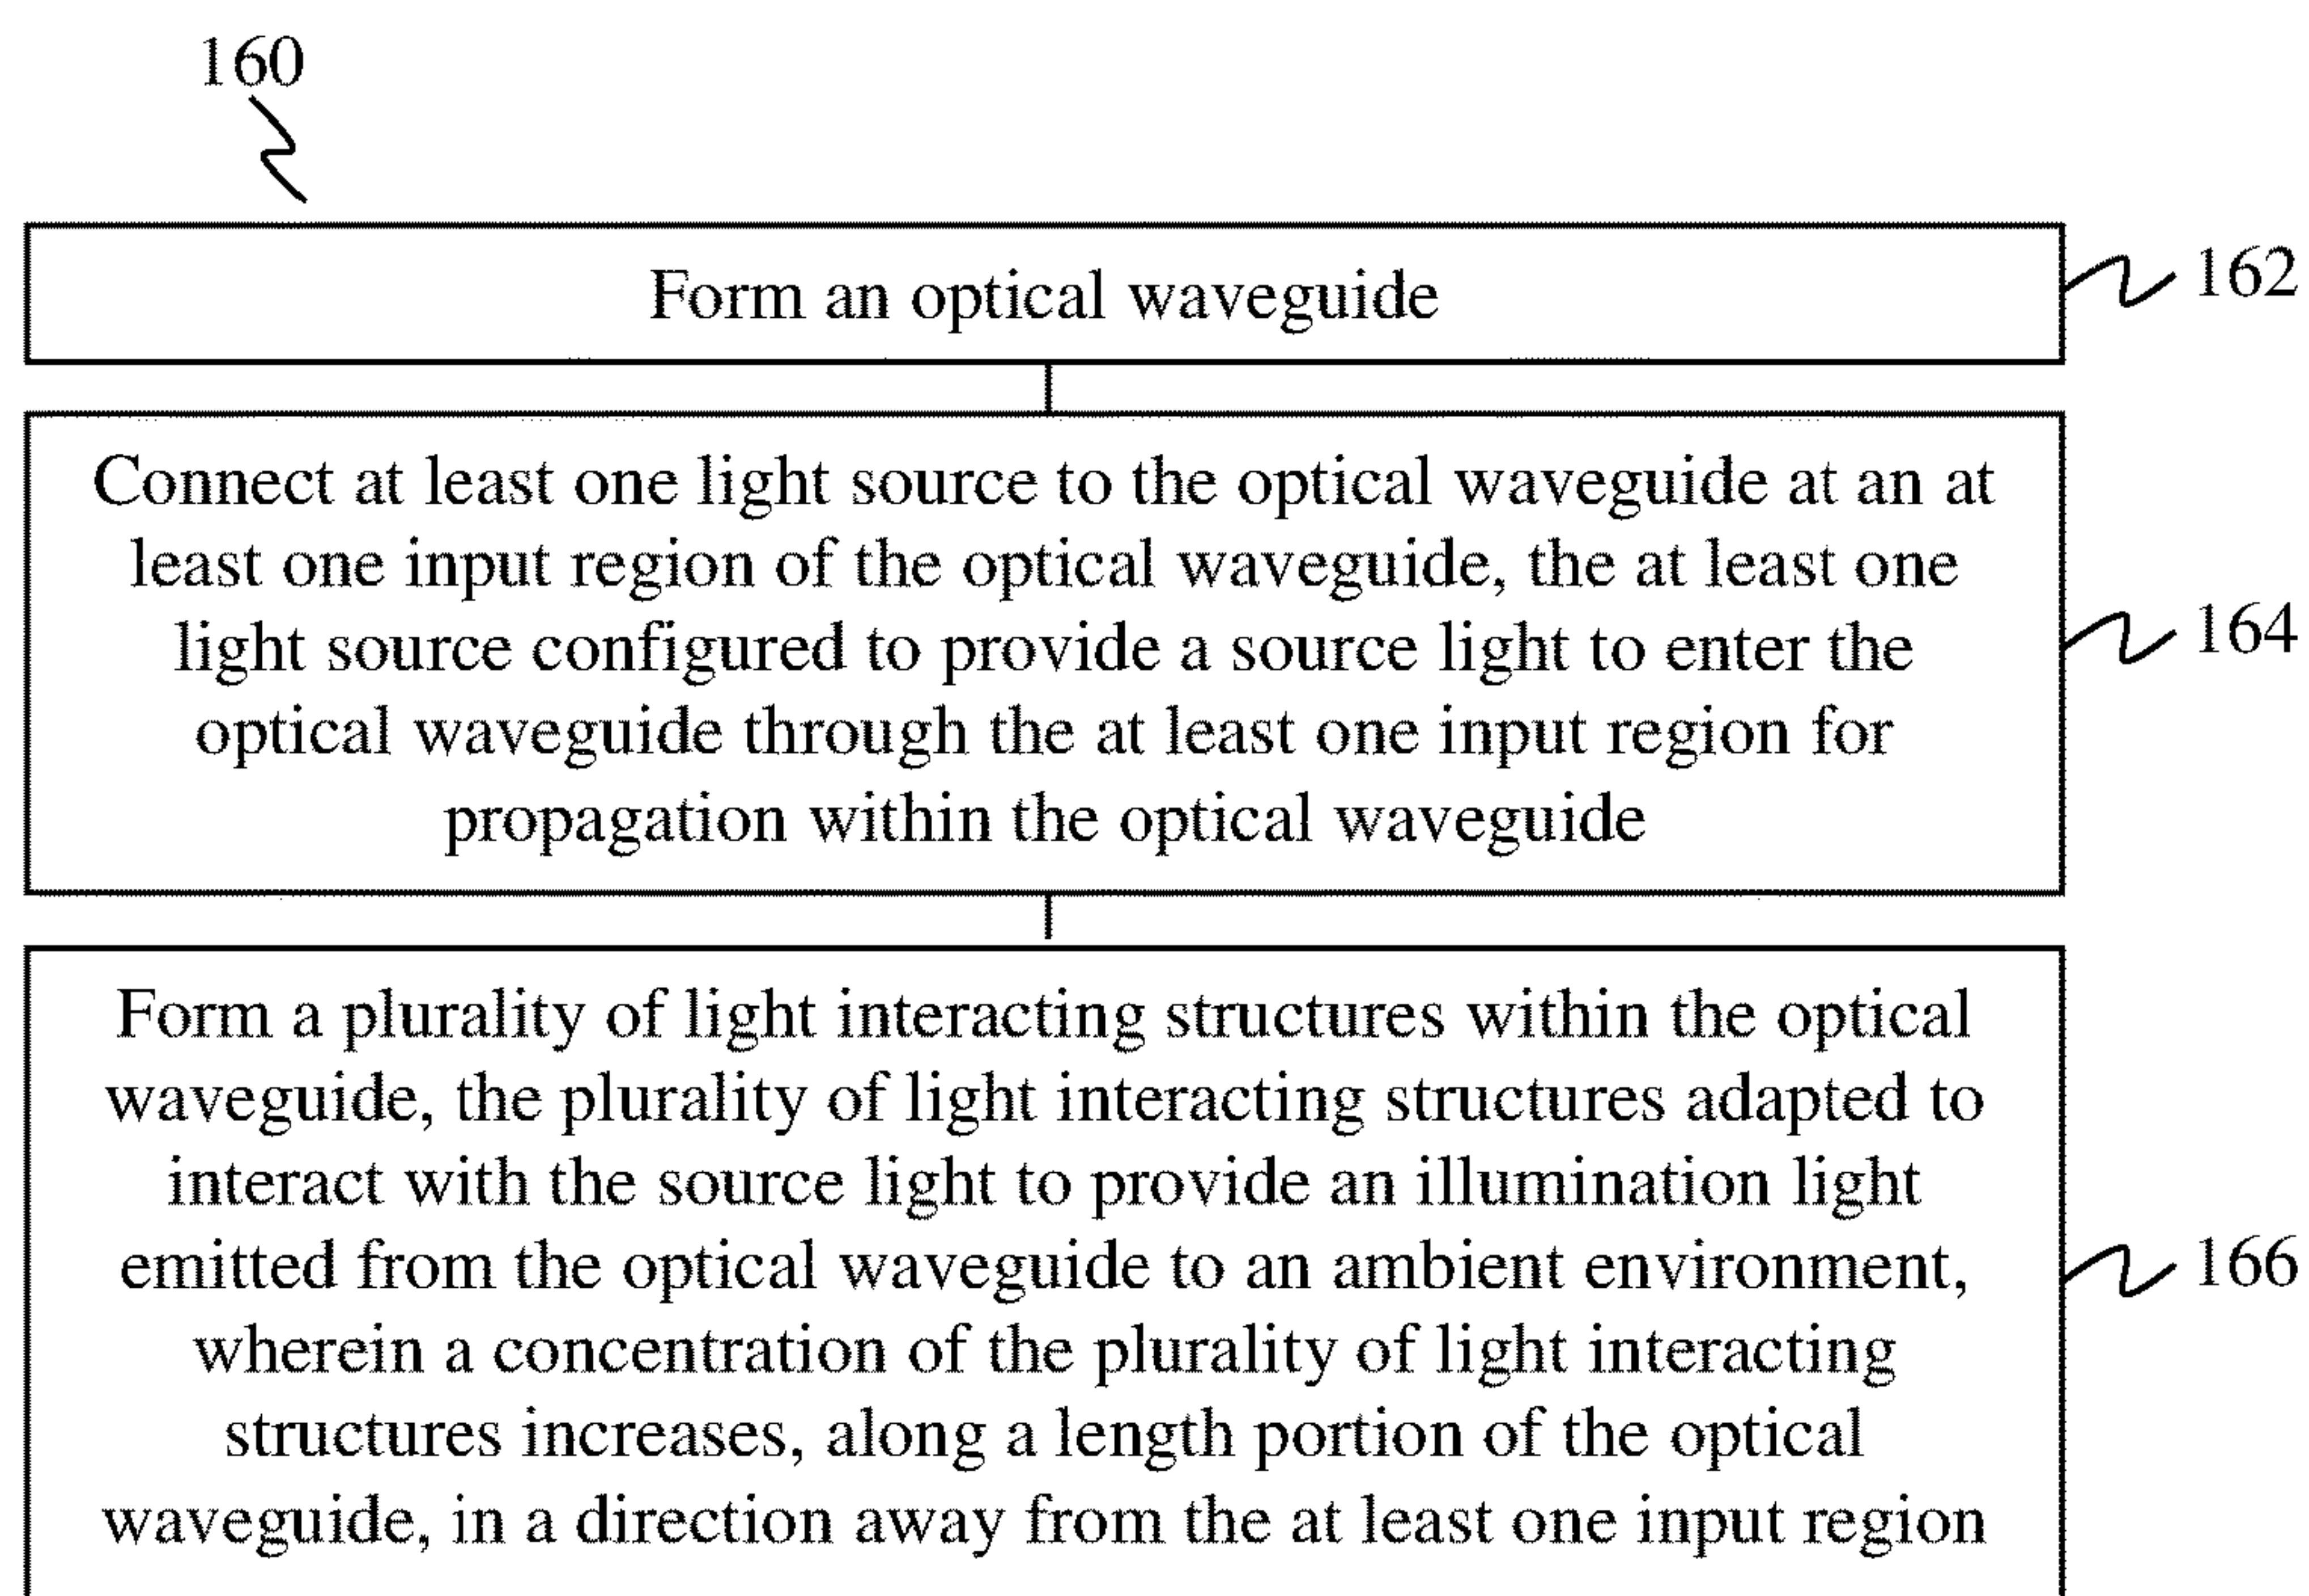 160
Form an optical waveguide
162
Connect at least one light source to the optical waveguide at an at
least one input region of the optical waveguide, the at least one
light source configured to provide a source light to enter the
optical waveguide through the at least one input region for
propagation within the optical waveguide
164
Form a plurality of light interacting structures within the optical
waveguide, the plurality of light interacting structures adapted to
interact with the source light to provide an illumination light
emitted from the optical waveguide to an ambient environment,
wherein a concentration of the plurality of light interacting
structures increases, along a length portion of the optical
waveguide, in a direction away from the at least one input region
166